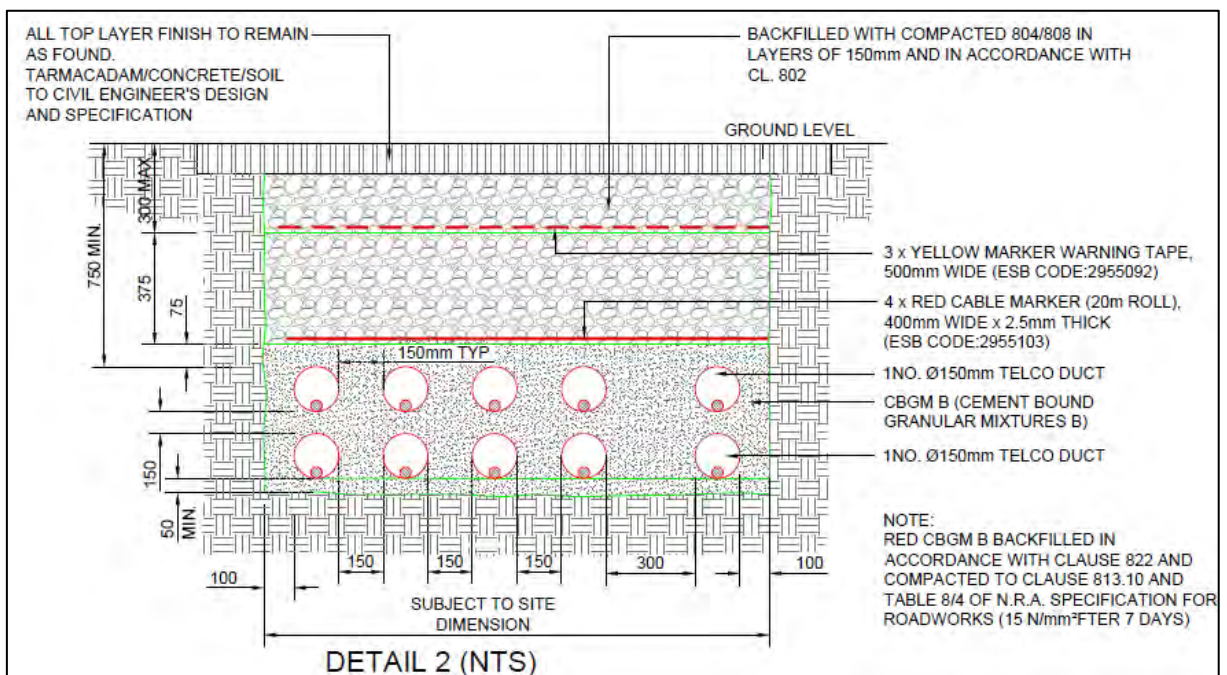 ALL TOP LAYER FINISH TO REMAIN
AS FOUND.
TARMACADAM/CONCRETE/SOIL
TO CIVIL ENGINEER'S DESIGN
AND SPECIFICATION
BACKFILLED WITH COMPACTED 804/808 IN
LAYERS OF 150mm AND IN ACCORDANCE WITH
CL. 802
GROUND LEVEL
300 MAX.
750 MIN.
375
75
3 x YELLOW MARKER WARNING TAPE,
500mm WIDE (ESB CODE:2955092)
4 x RED CABLE MARKER (20m ROLL),
400mm WIDE x 2.5mm THICK
(ESB CODE:2955103)
150mm TYP
1NO. Ø150mm TELCO DUCT
CBGM B (CEMENT BOUND
GRANULAR MIXTURES B)
1NO. Ø150mm TELCO DUCT
150
50
MIN.
NOTE:
RED CBGM B BACKFILLED IN
ACCORDANCE WITH CLAUSE 822 AND
COMPACTED TO CLAUSE 813.10 AND
TABLE 8/4 OF N.R.A. SPECIFICATION FOR
ROADWORKS (15 N/mm²FTER 7 DAYS)
100
150
150
150
300
100
SUBJECT TO SITE
DIMENSION
DETAIL 2 (NTS)